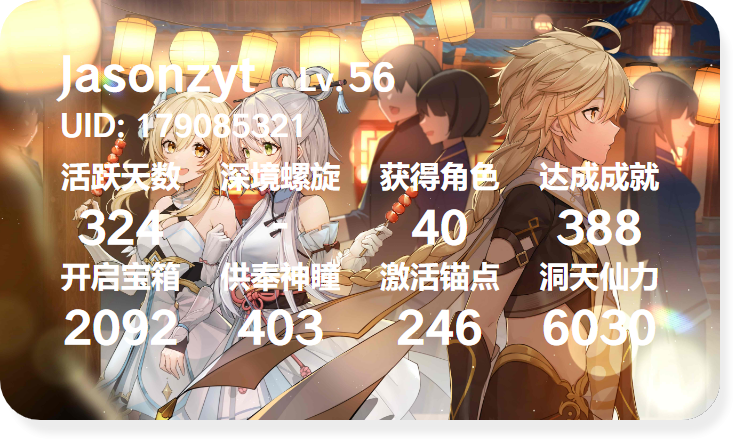 Jasonzyt Lv.56
UID: 179085321
活跃天数 深境螺旋 获得角色 达成成就
324 - 40 388
开启宝箱 供奉神瞳 激活锚点 洞天仙力
2092 403 246 6030